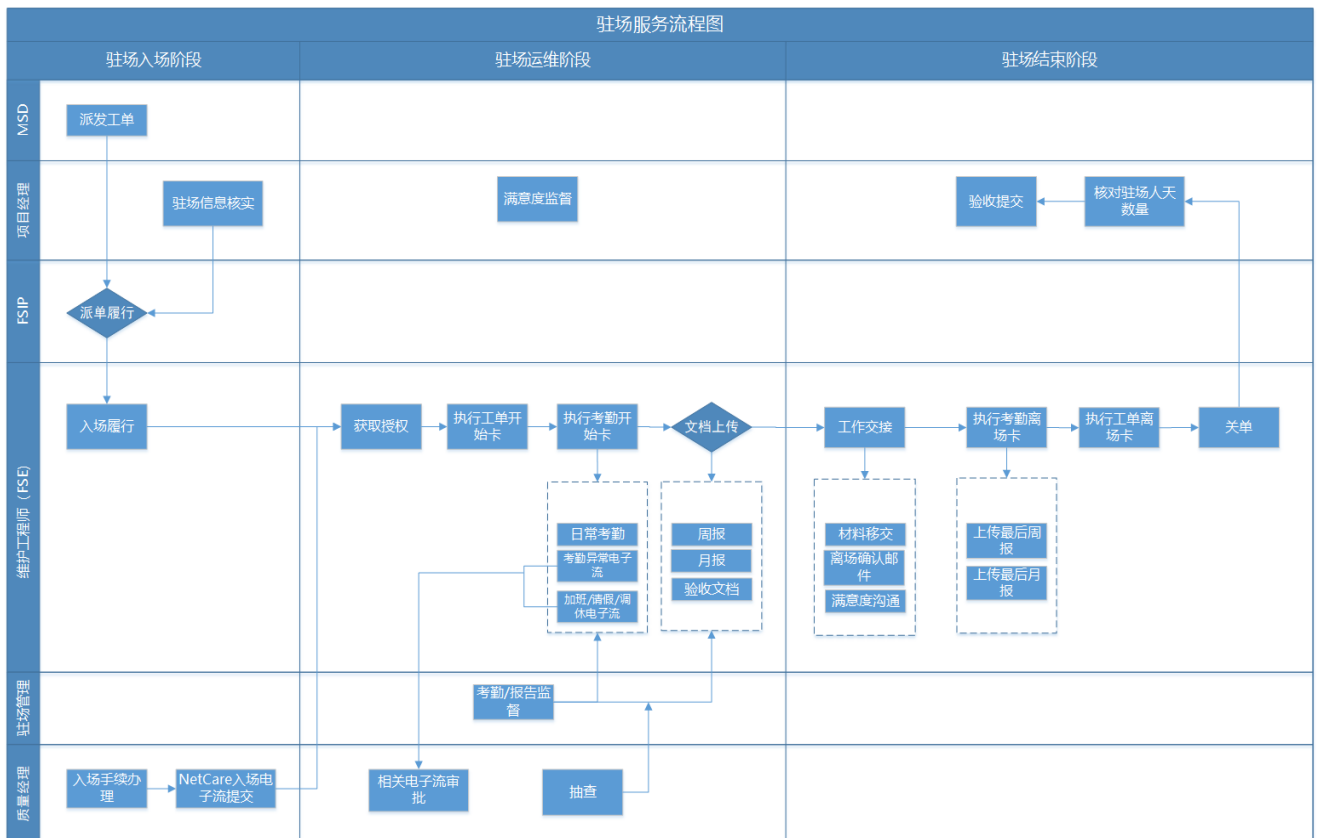 驻场服务流程图
驻场入场阶段
驻场运维阶段
驻场结束阶段
MSD
派发工单
项目经理
驻场信息核实
满意度监督
验收提交
核对驻场人天
数量
FSIP
派单履行
维护工程师（FSE)
入场履行
获取授权
执行工单开
始卡
执行考勤开
始卡
文档上传
工作交接
执行考勤离
场卡
执行工单离
场卡
关单
日常考勤
考勤异常电子
流
加班/请假/调
休电子流
周报
月报
验收文档
材料移交
离场确认邮
件
满意度沟通
上传最后周
报
上传最后月
报
驻场管理
考勤/报告监
督
质量经理
入场手续办
理
NetCare入场电
子流提交
相关电子流审
批
抽查